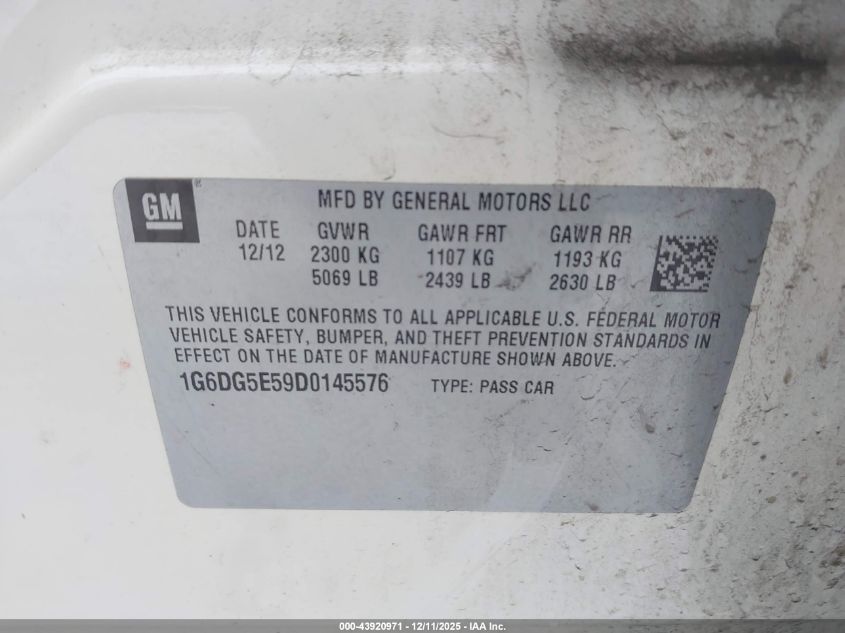 GM®
MFD BY GENERAL MOTORS LLC
DATE GVWR GAWR FRT GAWR RR
12/12 2300 KG 1107 KG 1193 KG
5069 LB 2439 LB 2630 LB
THIS VEHICLE CONFORMS TO ALL APPLICABLE U.S. FEDERAL MOTOR
VEHICLE SAFETY, BUMPER, AND THEFT PREVENTION STANDARDS IN
EFFECT ON THE DATE OF MANUFACTURE SHOWN ABOVE.
1G6DG5E59D0145576 TYPE: PASS CAR
000-43920971 - 12/11/2025 - IAA Inc.